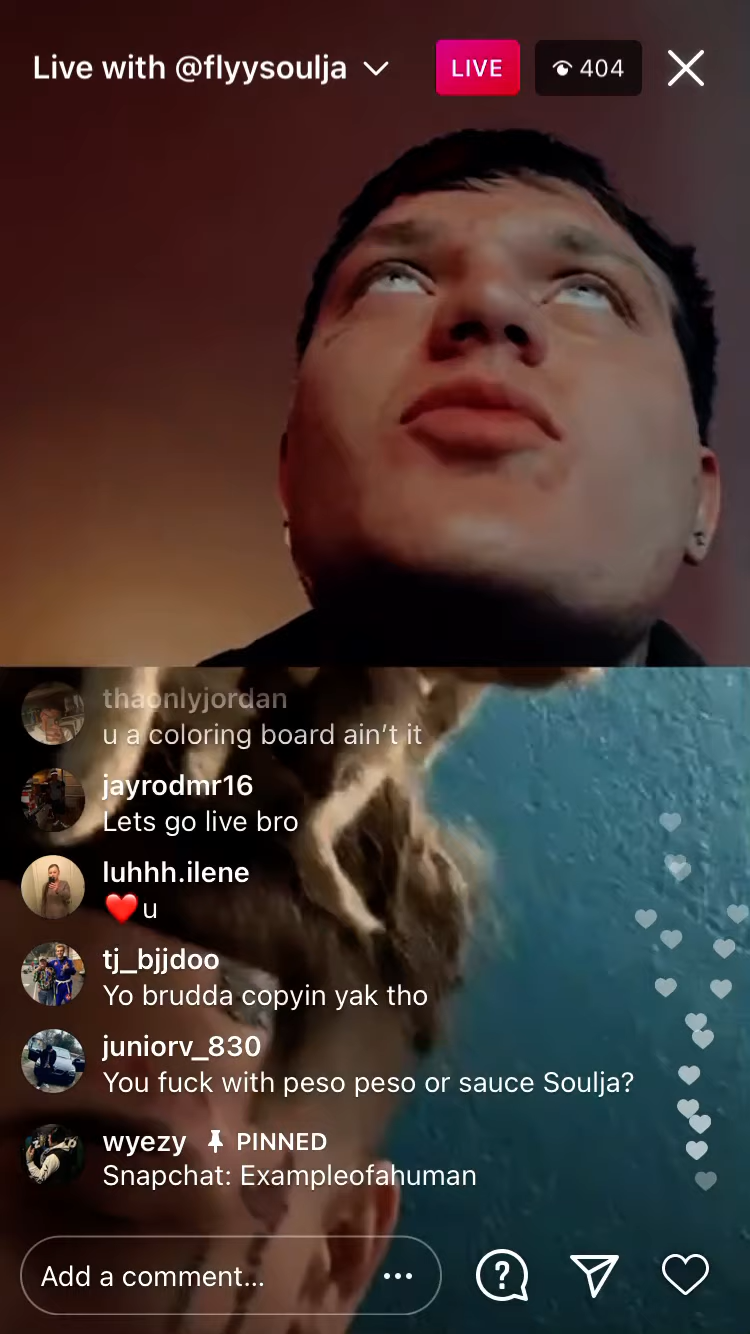 Live with @flyysoulja
LIVE
404
thaonlyjordan
u a coloring board ain’t it
jayrodmr16
Lets go live bro
luhhh.ilene
❤️ u
tj_bjjdoo
Yo brudda copyin yak tho
juniorv_830
You fuck with peso peso or sauce Soulja?
wyezy PINNED
Snapchat: Exampleofahuman
Add a comment...